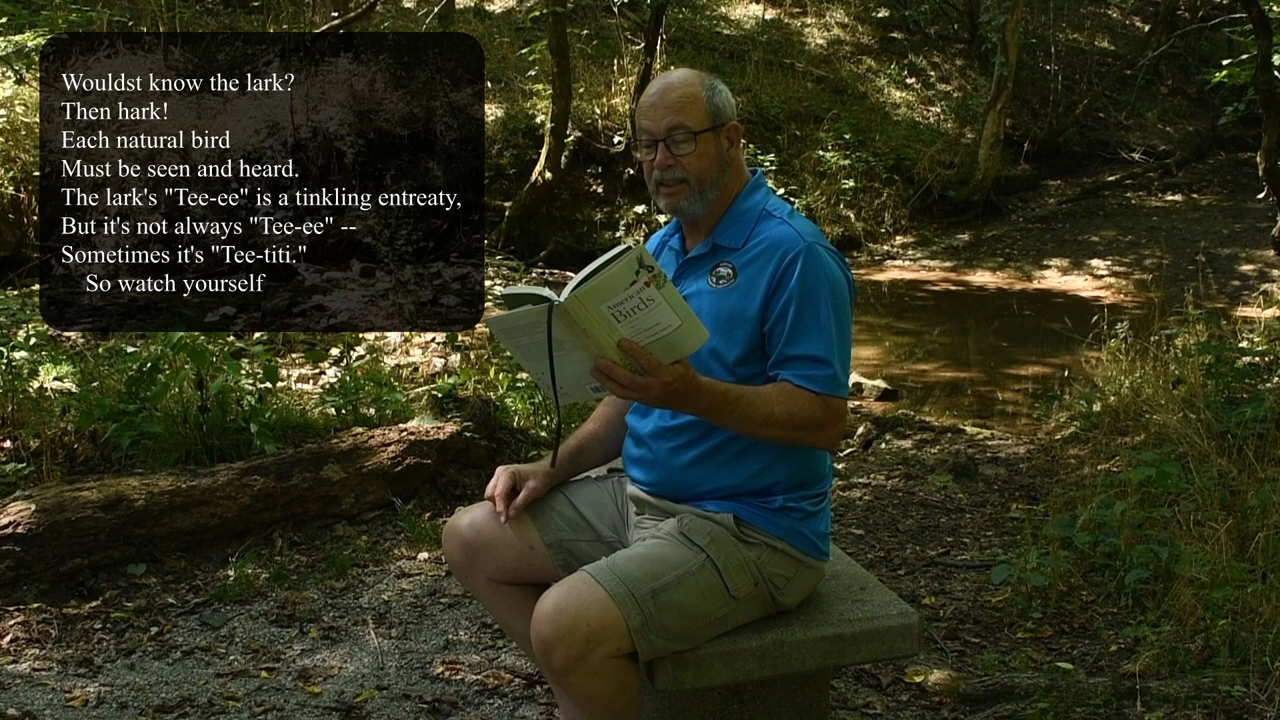 Wouldst know the lark?
Then hark!
Each natural bird
Must be seen and heard.
The lark's "Tee-ee" is a tinkling entreaty,
But it's not always "Tee-ee" --
Sometimes it's "Tee-titi."
So watch yourself
American
Birds